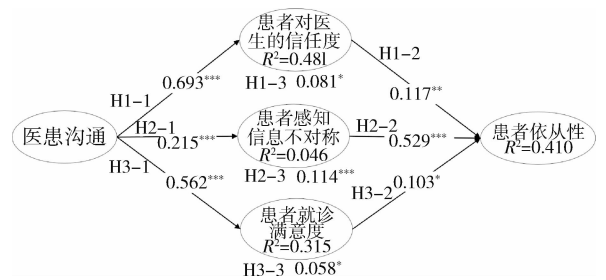 患者对医
生的信任度
R²=0.481
H1-3 0.081*
H1-1
0.693***
H1-2
0.117**
医患沟通
H2-1
0.215***
患者感知
信息不对称
R²=0.046
H2-3 0.114***
H2-2
0.529***
患者依从性
R²=0.410
H3-1
0.562***
H3-2
0.103*
患者就诊
满意度
R²=0.315
H3-3 0.058*